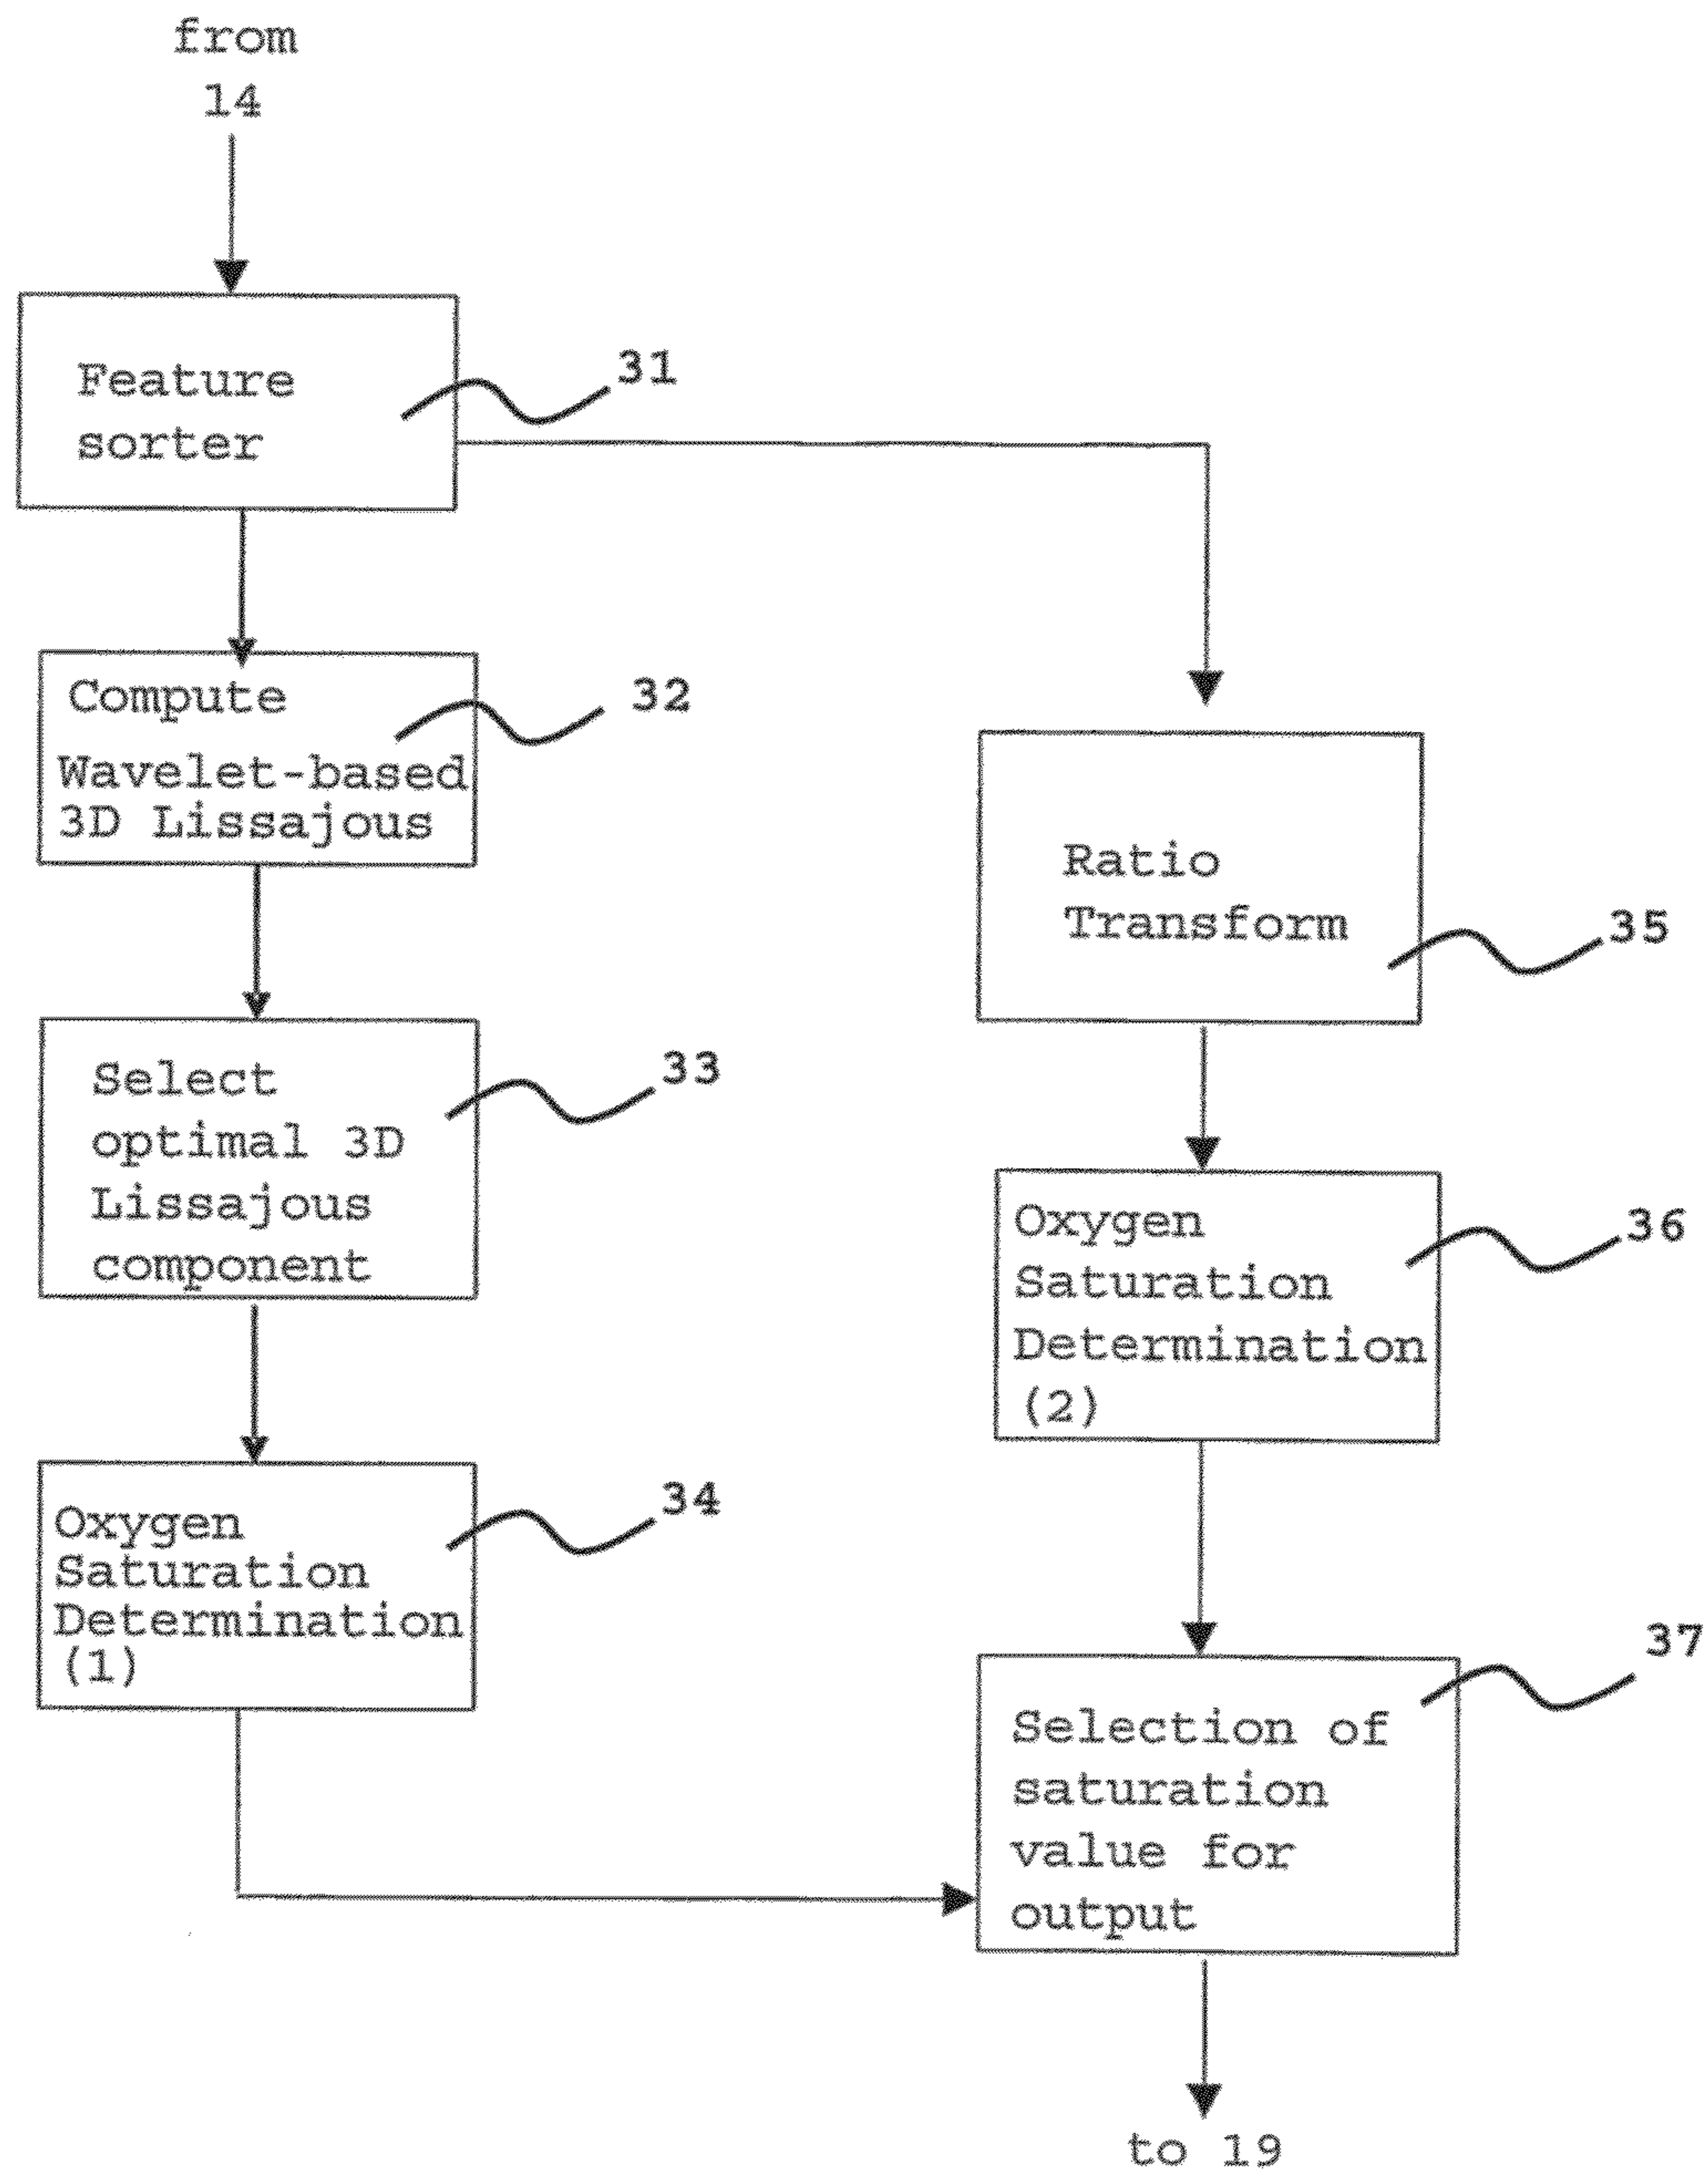 from
14
Feature
sorter
31
Compute
Wavelet-based
3D Lissajous
32
Select
optimal 3D
Lissajous
component
33
Oxygen
Saturation
Determination
(1)
34
Ratio
Transform
35
Oxygen
Saturation
Determination
(2)
36
Selection of
saturation
value for
output
37
to 19